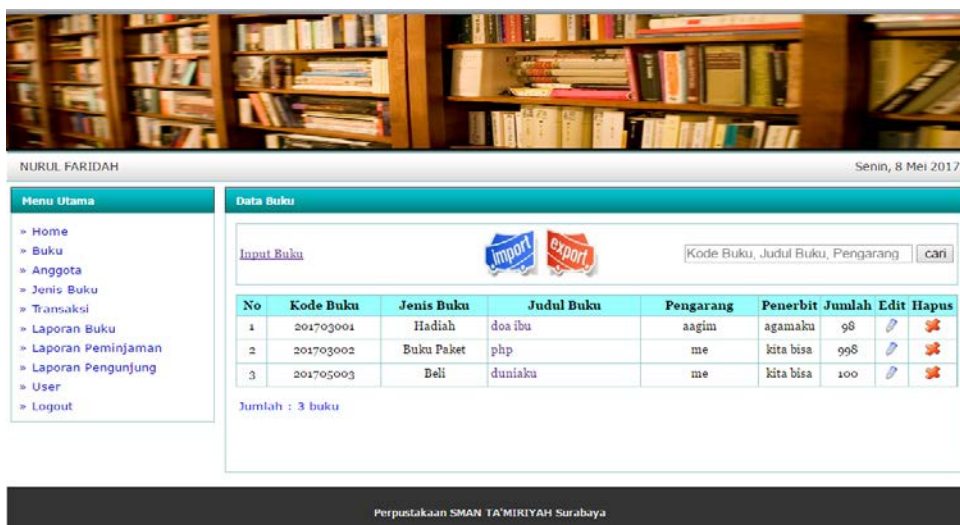 NURUL FARIDAH
Senin, 8 Mei 2017
Menu Utama
» Home
» Buku
» Anggota
» Jenis Buku
» Transaksi
» Laporan Buku
» Laporan Peminjaman
» Laporan Pengunjung
» User
» Logout
Data Buku
Input Buku import export Kode Buku, Judul Buku, Pengarang cari
No Kode Buku Jenis Buku Judul Buku Pengarang Penerbit Jumlah Edit Hapus
1 201703001 Hadiah doa ibu aagim agamaku 98
2 201703002 Buku Paket php me kita bisa 998
3 201705003 Beli duniaku me kita bisa 100
Jumlah : 3 buku
Perpustakaan SMAN TA'MIRIYAH Surabaya